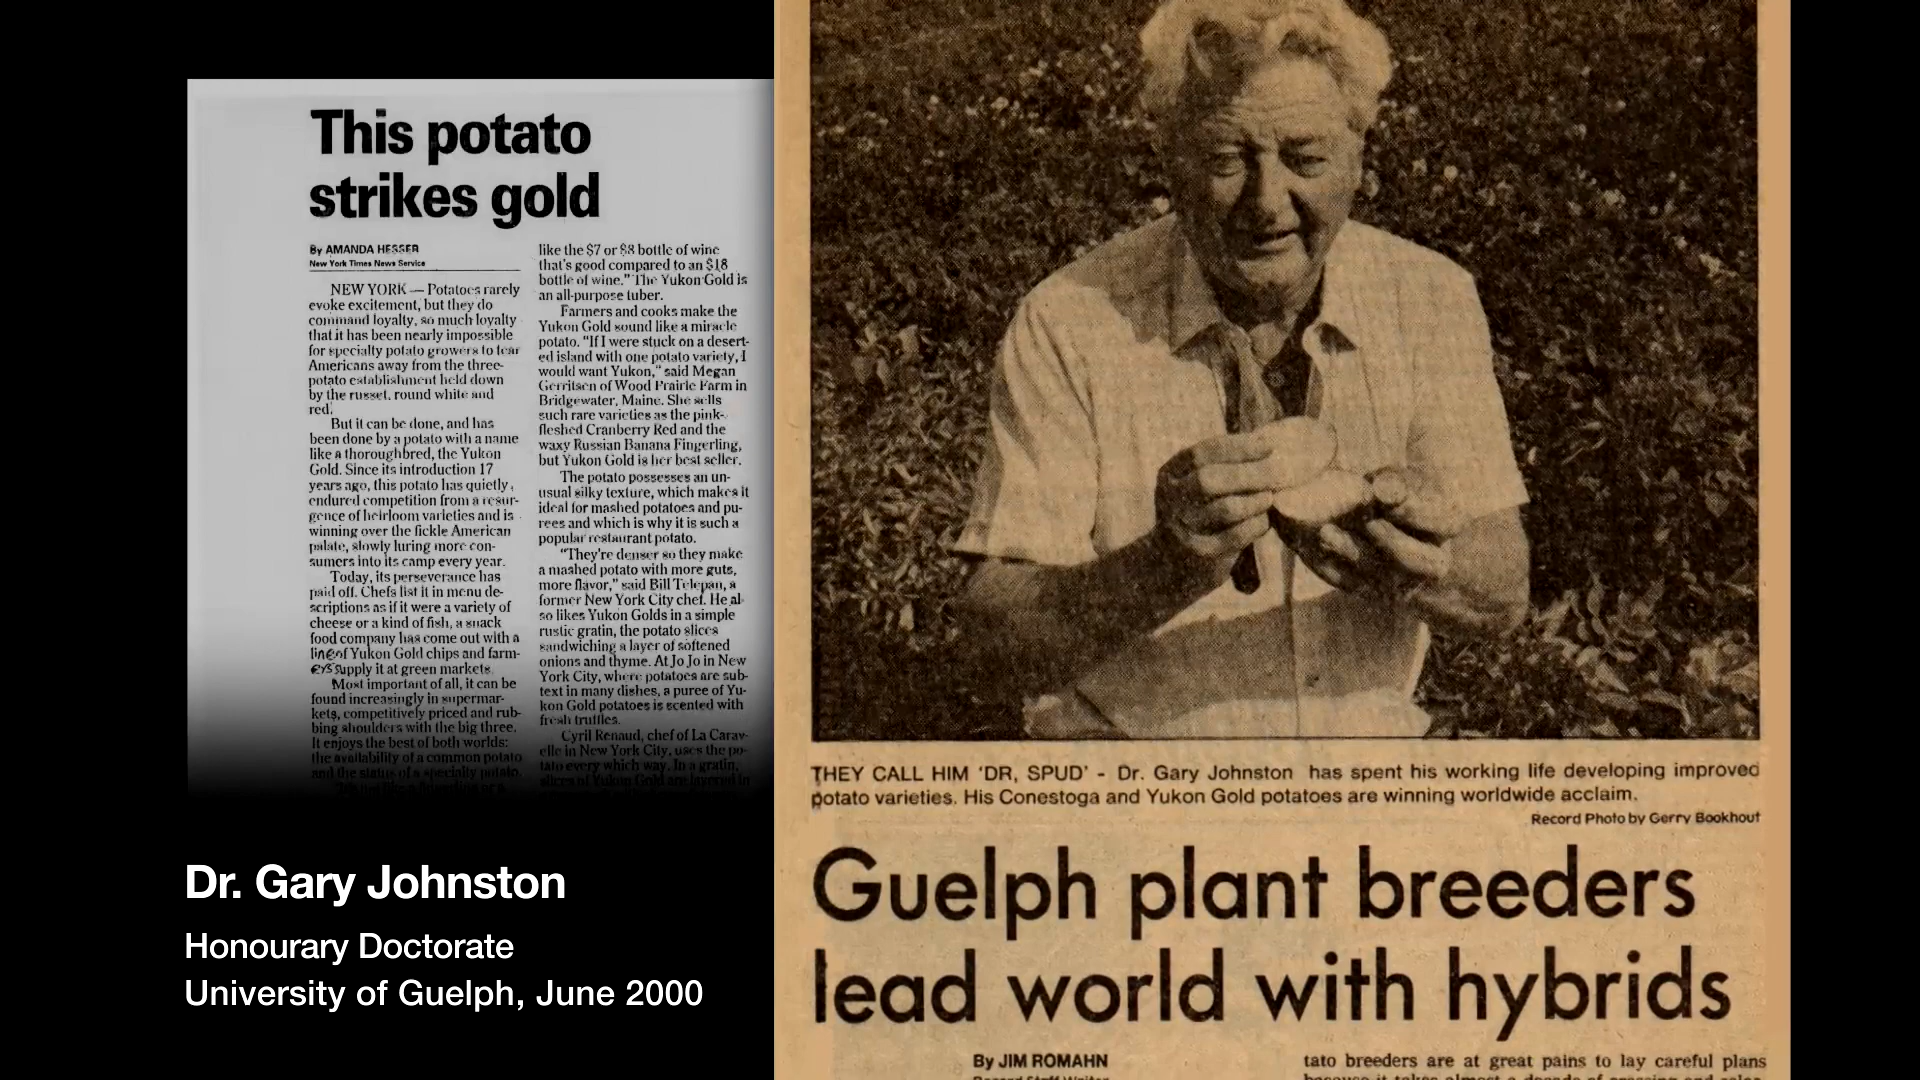 This potato
strikes gold
By AMANDA HESSER
New York Times News Service
NEW YORK — Potatoes rarely
evoke excitement, but they do
command loyalty, so much loyalty
that it has been nearly impossible
for specialty potato growers to tear
Americans away from the three-
potato establishment held down
by the russet, round white and
red.
But it can be done, and has
been done by a potato with a name
like a thoroughbred, the Yukon
Gold. Since its introduction 17
years ago, this potato has quietly
endured competition from a resur-
gence of heirloom varieties and is
winning over the fickle American
palate, slowly luring more con-
sumers into its camp every year.
Today, its perseverance has
paid off. Chefs list it in menu de-
scriptions as if it were a variety of
cheese or a kind of fish, a snack
food company has come out with a
line of Yukon Gold chips and farm-
ers supply it at green markets.
Most important of all, it can be
found increasingly in supermar-
kets, competitively priced and rub-
bing shoulders with the big three.
It enjoys the best of both worlds:
the availability of a common potato
and the status of a specialty potato.
like the $7 or $8 bottle of wine
that's good compared to an $18
bottle of wine." The Yukon Gold is
an all-purpose tuber.
Farmers and cooks make the
Yukon Gold sound like a miracle
potato. "If I were stuck on a desert-
ed island with one potato variety, I
would want Yukon," said Megan
Gerritsen of Wood Prairie Farm in
Bridgewater, Maine. She sells
such rare varieties as the pink-
fleshed Cranberry Red and the
waxy Russian Banana Fingerling,
but Yukon Gold is her best seller.
The potato possesses an un-
usual silky texture, which makes it
ideal for mashed potatoes and pu-
rees and which is why it is such a
popular restaurant potato.
"They're denser so they make
a mashed potato with more guts,
more flavor," said Bill Telepan, a
former New York City chef. He al-
so likes Yukon Golds in a simple
rustic gratin, the potato slices
sandwiching a layer of softened
onions and thyme. At Jo Jo in New
York City, where potatoes are sub-
text in many dishes, a puree of Yu-
kon Gold potatoes is scented with
fresh truffles.
Cyril Renaud, chef of La Carav-
elle in New York City, uses the po-
tato every which way. In a gratin,
slices of Yukon Gold are layered in
Dr. Gary Johnston
Honourary Doctorate
University of Guelph, June 2000
THEY CALL HIM 'DR, SPUD' - Dr. Gary Johnston has spent his working life developing improved
potato varieties. His Conestoga and Yukon Gold potatoes are winning worldwide acclaim.
Record Photo by Gerry Bookhout
Guelph plant breeders
lead world with hybrids
By JIM ROMAHN
tato breeders are at great pains to lay careful plans